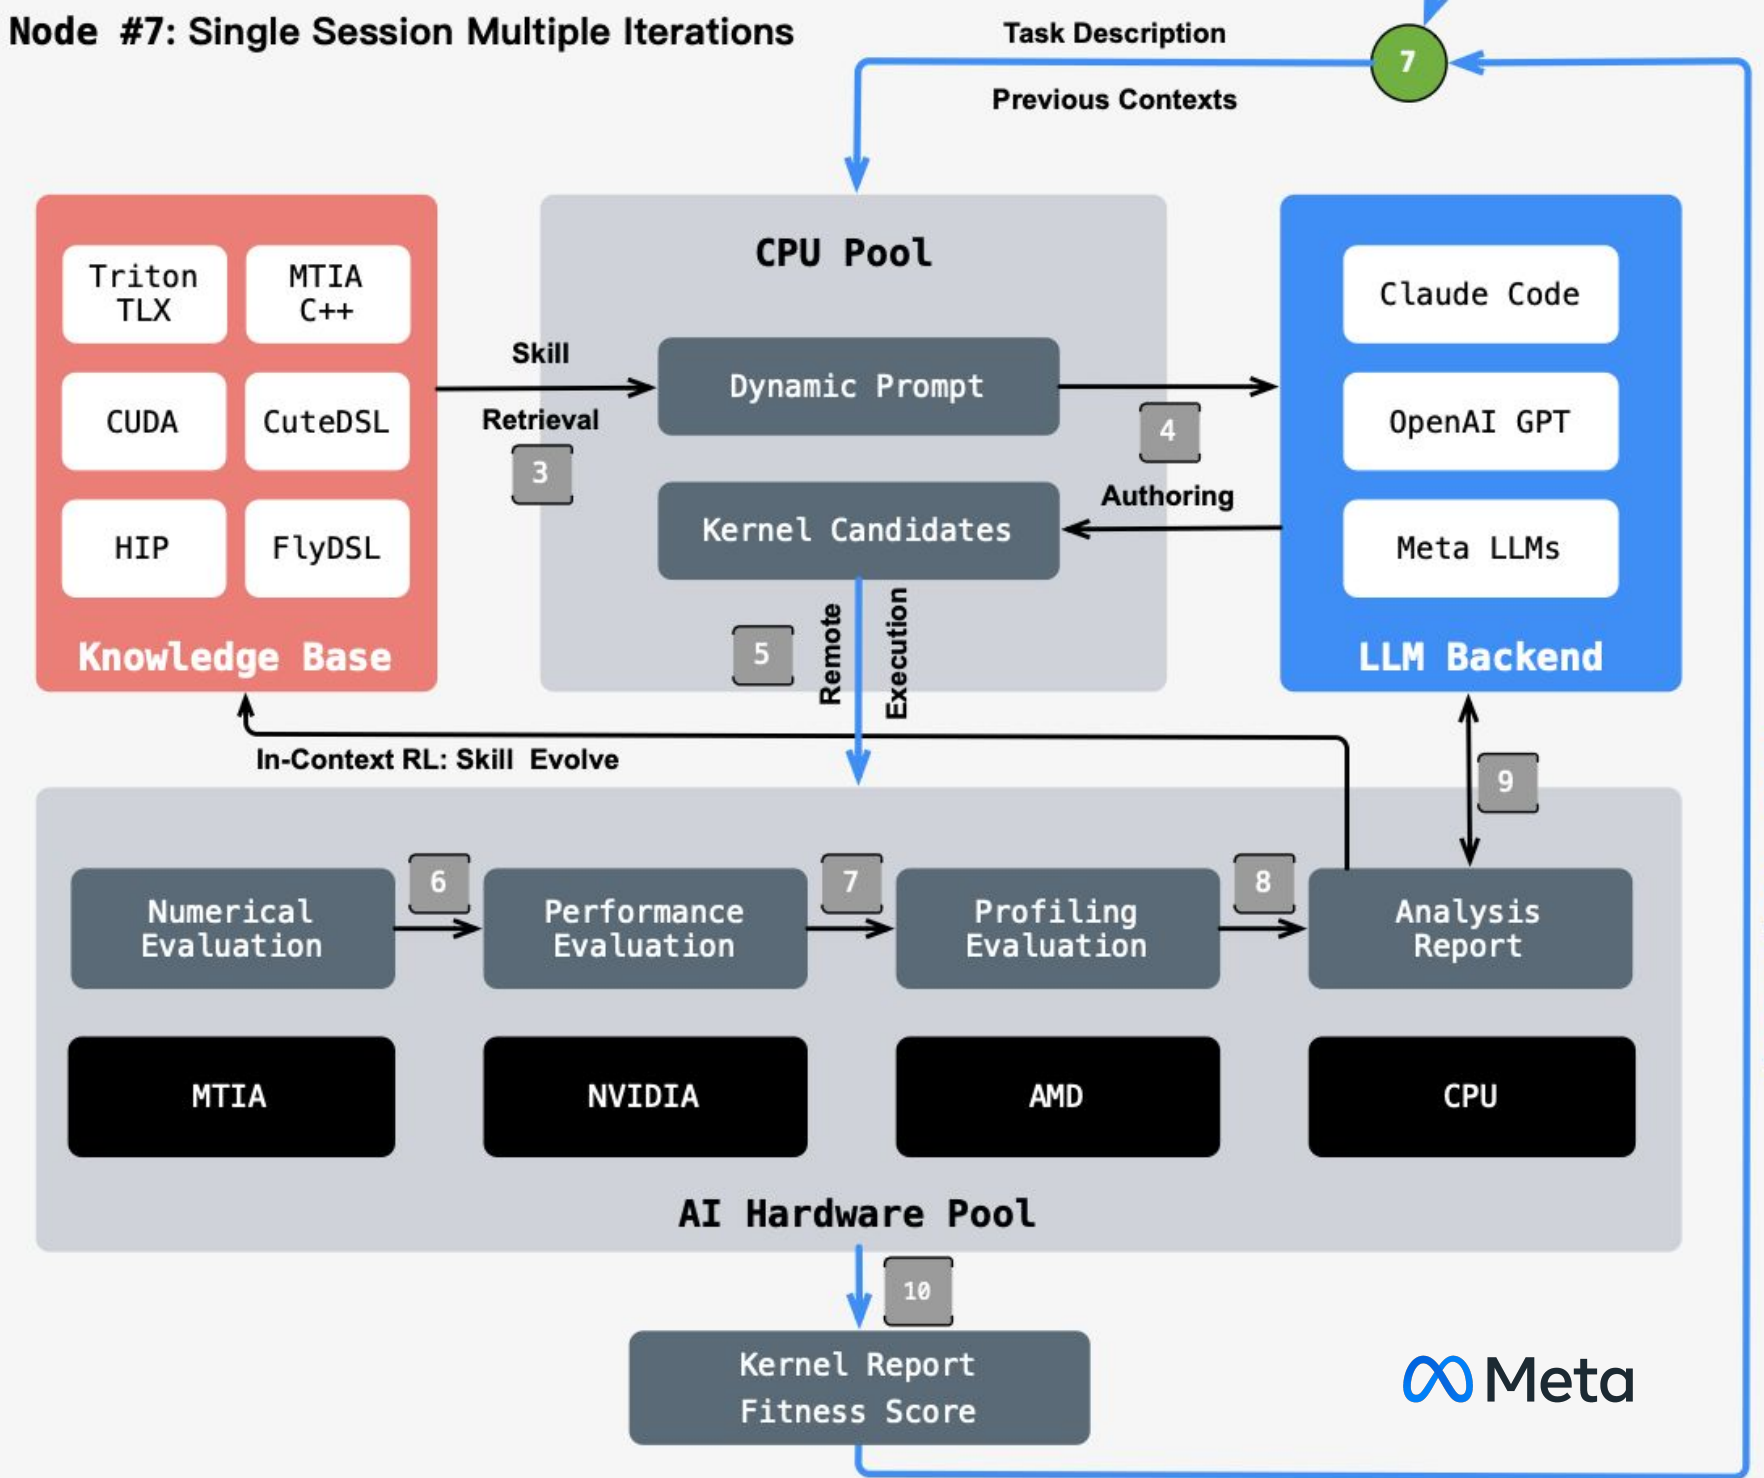 Node #7: Single Session Multiple Iterations
Task Description
7
Previous Contexts
Triton
TLX
MTIA
C++
CUDA
CuteDSL
HIP
FlyDSL
Knowledge Base
Skill
Retrieval
3
CPU Pool
Dynamic Prompt
Kernel Candidates
4
Authoring
5
Remote
Execution
Claude Code
OpenAI GPT
Meta LLMs
LLM Backend
In-Context RL: Skill Evolve
9
Numerical
Evaluation
6
Performance
Evaluation
7
Profiling
Evaluation
8
Analysis
Report
MTIA
NVIDIA
AMD
CPU
AI Hardware Pool
10
Kernel Report
Fitness Score
Meta